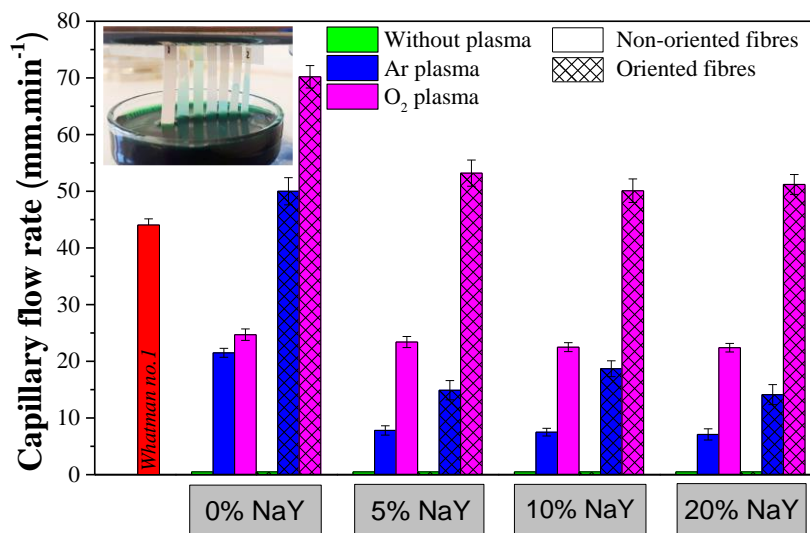 Capillary flow rate (mm.min⁻¹)
80
70
60
50
40
30
20
10
0
Without plasma
Ar plasma
O₂ plasma
Non-oriented fibres
Oriented fibres
Whatman no.1
0% NaY
5% NaY
10% NaY
20% NaY